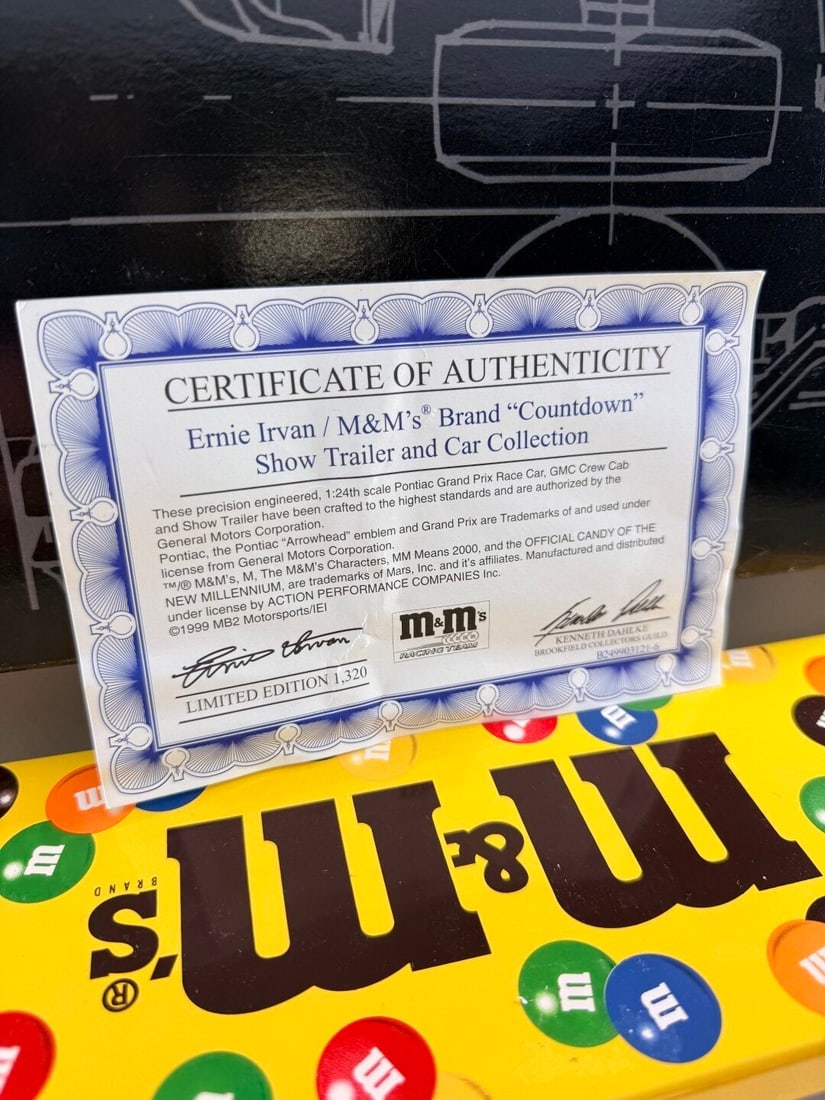 CERTIFICATE OF AUTHENTICITY
Ernie Irvan / M&M's® Brand "Countdown"
Show Trailer and Car Collection
These precision engineered, 1:24th scale Pontiac Grand Prix Race Car, GMC Crew Cab
and Show Trailer have been crafted to the highest standards and are authorized by the
General Motors Corporation.
Pontiac, the Pontiac "Arrowhead" emblem and Grand Prix are Trademarks of and used under
license from General Motors Corporation.
™/® M&M's, M, The M&M's Characters, MM Means 2000, and the OFFICIAL CANDY OF THE
NEW MILLENNIUM, are trademarks of Mars, Inc. and it's affiliates. Manufactured and distributed
under license by ACTION PERFORMANCE COMPANIES Inc.
©1999 MB2 Motorsports/IEI
Ernie Irvan
LIMITED EDITION 1,320
m&m's
RACING TEAM
KENNETH DAHLKE
BROOKFIELD COLLECTORS GUILD
B249903121-6
m&m's®
BRAND
m
m
m
m
m
m
m
m
m